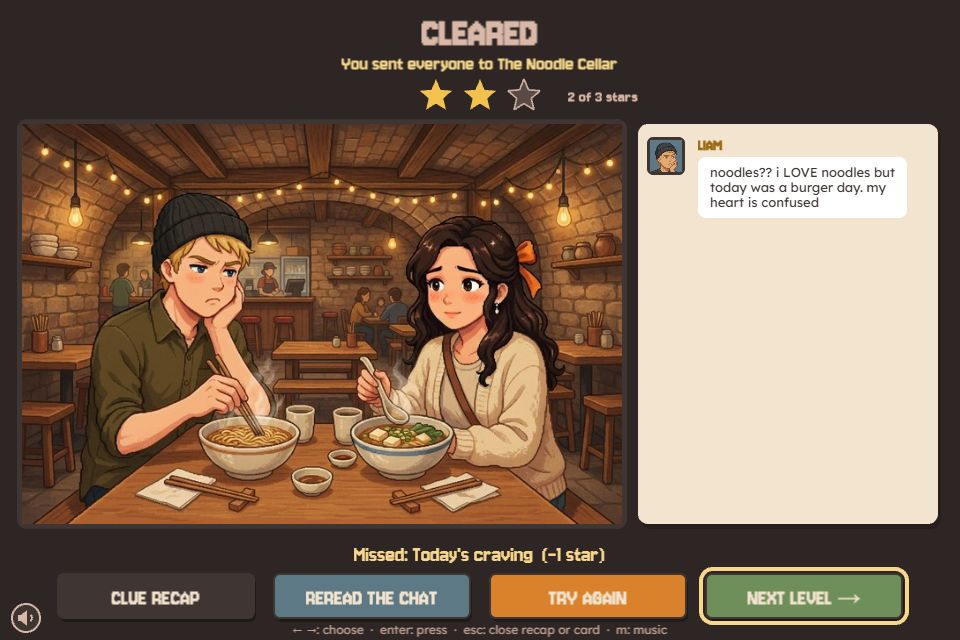 CLEARED
You sent everyone to The Noodle Cellar
2 of 3 stars
LIAM
noodles?? i LOVE noodles but
today was a burger day. my
heart is confused
Missed: Today's craving (-1 star)
CLUE RECAP
REREAD THE CHAT
TRY AGAIN
NEXT LEVEL →
← →: choose · enter: press · esc: close recap or card · m: music